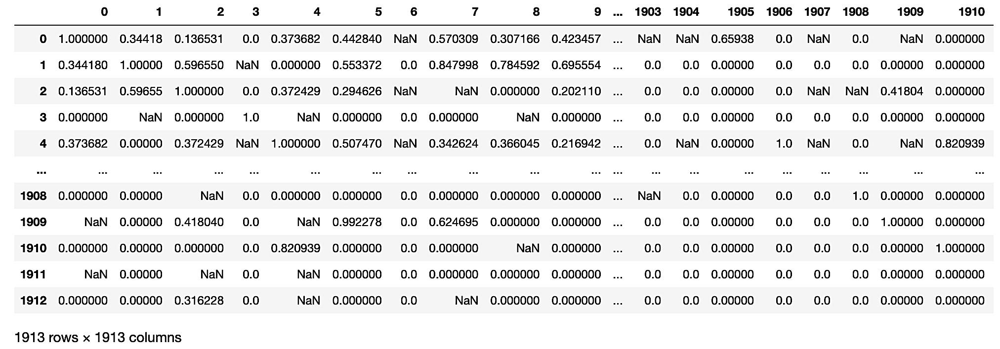 0 1 2 3 4 5 6 7 8 9 ... 1903 1904 1905 1906 1907 1908 1909 1910
0 1.000000 0.34418 0.136531 0.0 0.373682 0.442840 NaN 0.570309 0.307166 0.423457 ... NaN NaN 0.65938 0.0 NaN 0.0 NaN 0.000000
1 0.344180 1.00000 0.596550 NaN 0.000000 0.553372 0.0 0.847998 0.784592 0.695554 ... 0.0 0.0 0.00000 0.0 0.0 0.0 0.00000 0.000000
2 0.136531 0.59655 1.000000 0.0 0.372429 0.294626 NaN NaN 0.000000 0.202110 ... 0.0 0.0 0.00000 0.0 NaN NaN 0.41804 0.000000
3 0.000000 NaN 0.000000 1.0 NaN 0.000000 0.0 0.000000 NaN 0.000000 ... 0.0 0.0 0.00000 0.0 0.0 0.0 0.00000 0.000000
4 0.373682 0.00000 0.372429 NaN 1.000000 0.507470 NaN 0.342624 0.366045 0.216942 ... 0.0 NaN 0.00000 1.0 NaN 0.0 NaN 0.820939
... ... ... ... ... ... ... ... ... ... ... ... ... ... ... ... ... ... ... ...
1908 0.000000 0.00000 NaN 0.0 0.000000 0.000000 0.0 0.000000 0.000000 0.000000 ... NaN 0.0 0.00000 0.0 0.0 1.0 0.00000 0.000000
1909 NaN 0.00000 0.418040 0.0 NaN 0.992278 0.0 0.624695 0.000000 0.000000 ... 0.0 0.0 0.00000 0.0 0.0 0.0 1.00000 0.000000
1910 0.000000 0.00000 0.000000 0.0 0.820939 0.000000 0.0 0.000000 NaN 0.000000 ... 0.0 0.0 0.00000 0.0 0.0 0.0 0.00000 1.000000
1911 NaN 0.00000 NaN 0.0 NaN 0.000000 0.0 0.000000 0.000000 0.000000 ... 0.0 0.0 0.00000 0.0 0.0 0.0 0.00000 0.000000
1912 0.000000 0.00000 0.316228 0.0 NaN 0.000000 0.0 NaN 0.000000 0.000000 ... 0.0 0.0 0.00000 0.0 0.0 0.0 0.00000 0.000000
1913 rows × 1913 columns